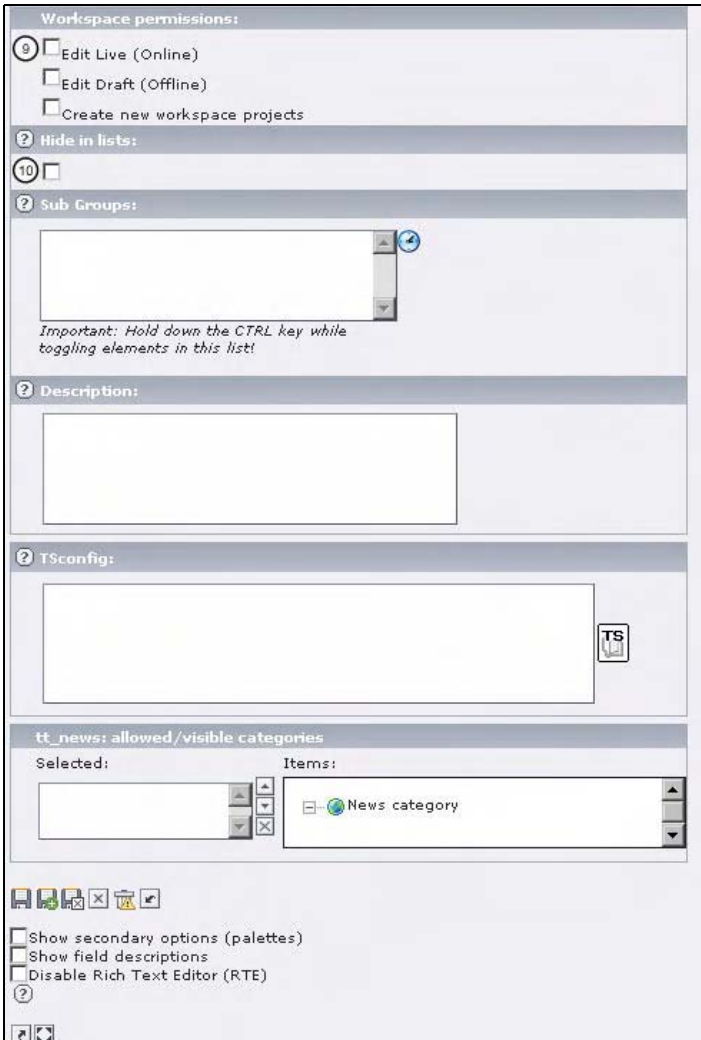 Workspace permissions:
9 Edit Live (Online)
Edit Draft (Offline)
Create new workspace projects
? Hide in lists:
10
? Sub Groups:
Important: Hold down the CTRL key while
toggling elements in this list!
? Description:
? TSconfig:
TS
tt_news: allowed/visible categories
Selected: Items:
News category
Show secondary options (palettes)
Show field descriptions
Disable Rich Text Editor (RTE)
?